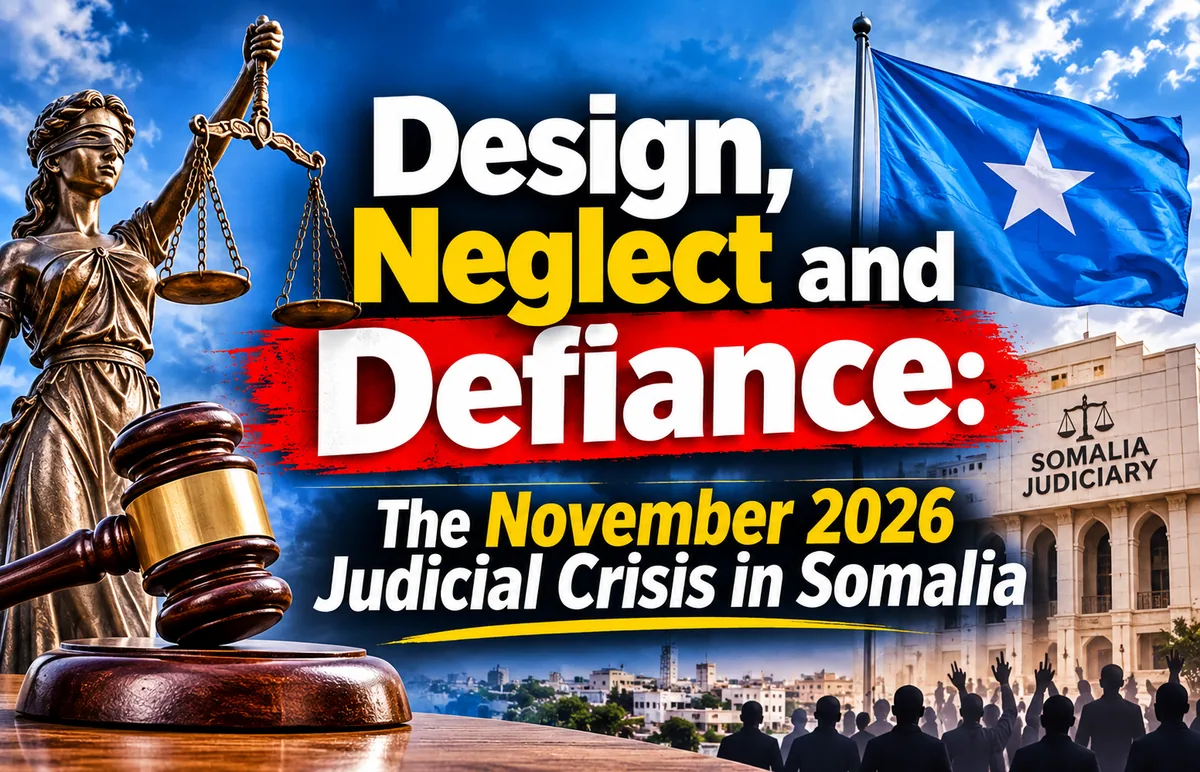 Design,
Neglect and
Defiance:
The November 2026
Judicial Crisis in Somalia
SOMALIA
JUDICIARY